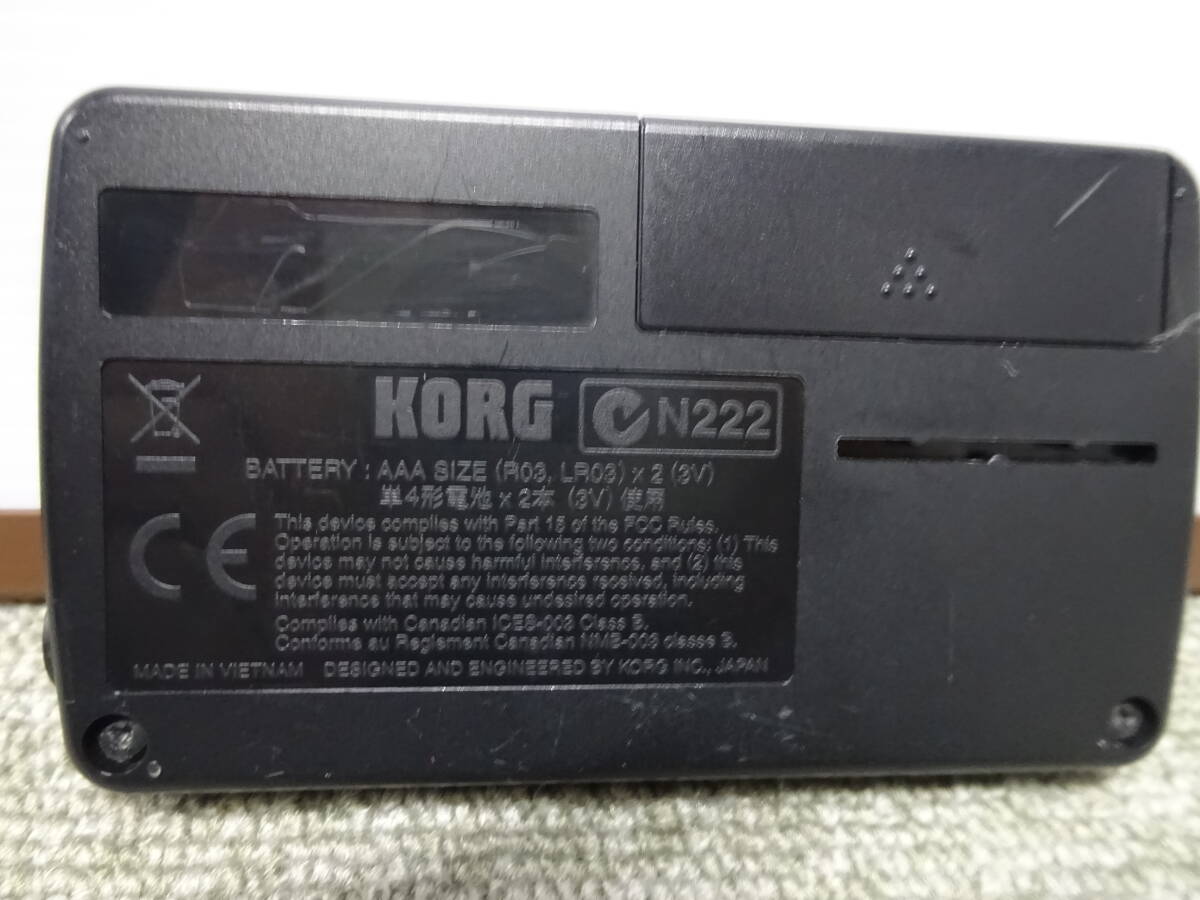 KORG N222
BATTERY : AAA SIZE (R03, LR03) x 2 (3V)
単4形電池 x 2本 (3V) 使用
This device complies with Part 15 of the FCC Rules.
Operation is subject to the following two conditions: (1) This
device may not cause harmful interference, and (2) this
device must accept any interference received, including
interference that may cause undesired operation.
Complies with Canadian ICES-003 Class B.
Conforme au Reglement Canadien NMB-003 classe B.
CE
MADE IN VIETNAM DESIGNED AND ENGINEERED BY KORG INC., JAPAN